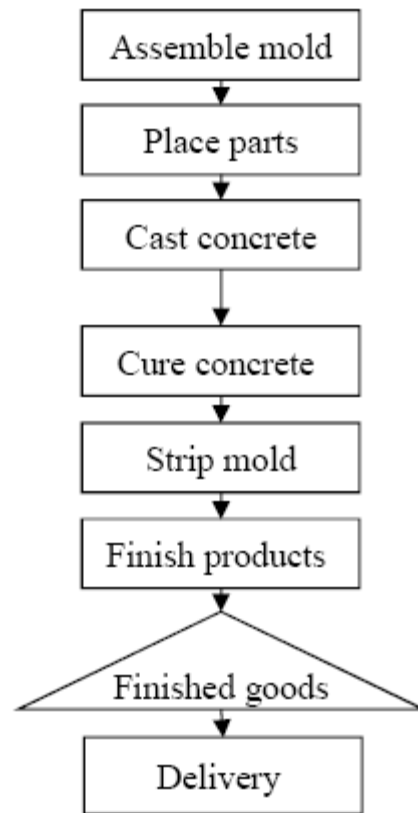 Assemble mold
Place parts
Cast concrete
Cure concrete
Strip mold
Finish products
Finished goods
Delivery